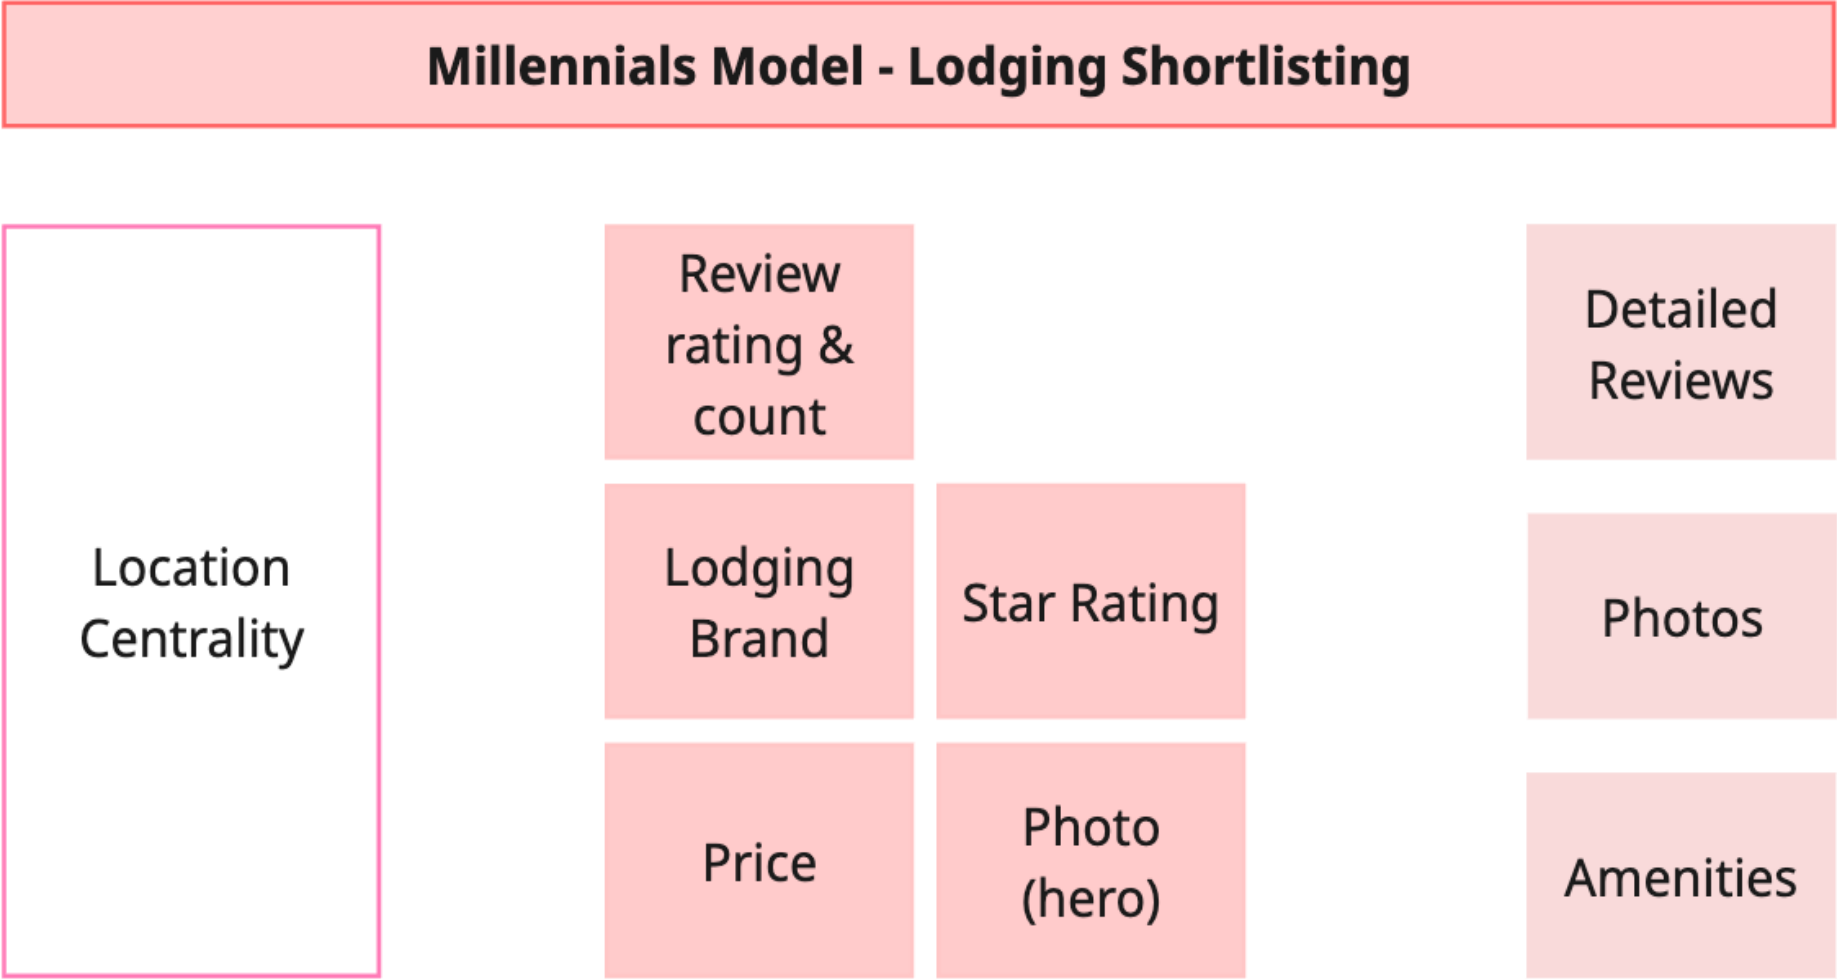 Millennials Model - Lodging Shortlisting
Location
Centrality
Review
rating &
count
Lodging
Brand
Star Rating
Price
Photo
(hero)
Detailed
Reviews
Photos
Amenities